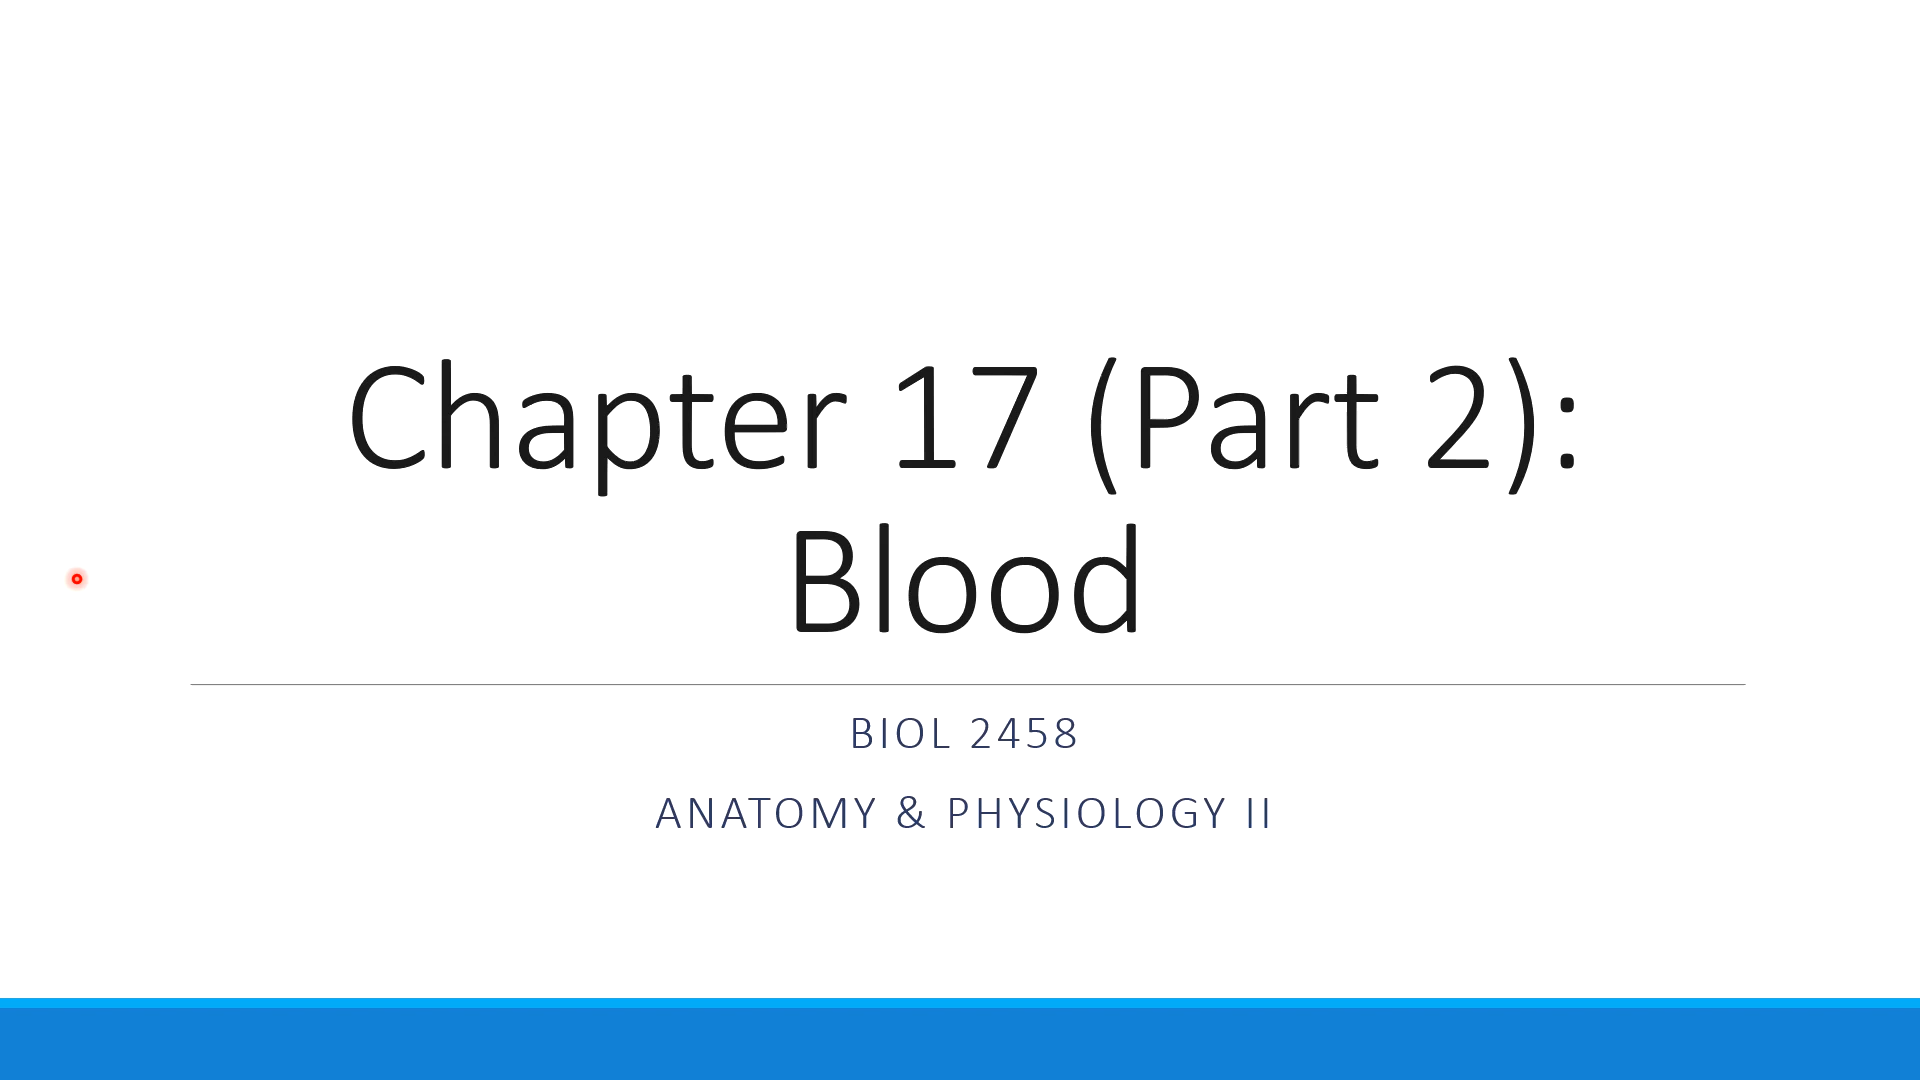 Chapter 17 (Part 2):
Blood
BIOL 2458
ANATOMY & PHYSIOLOGY II